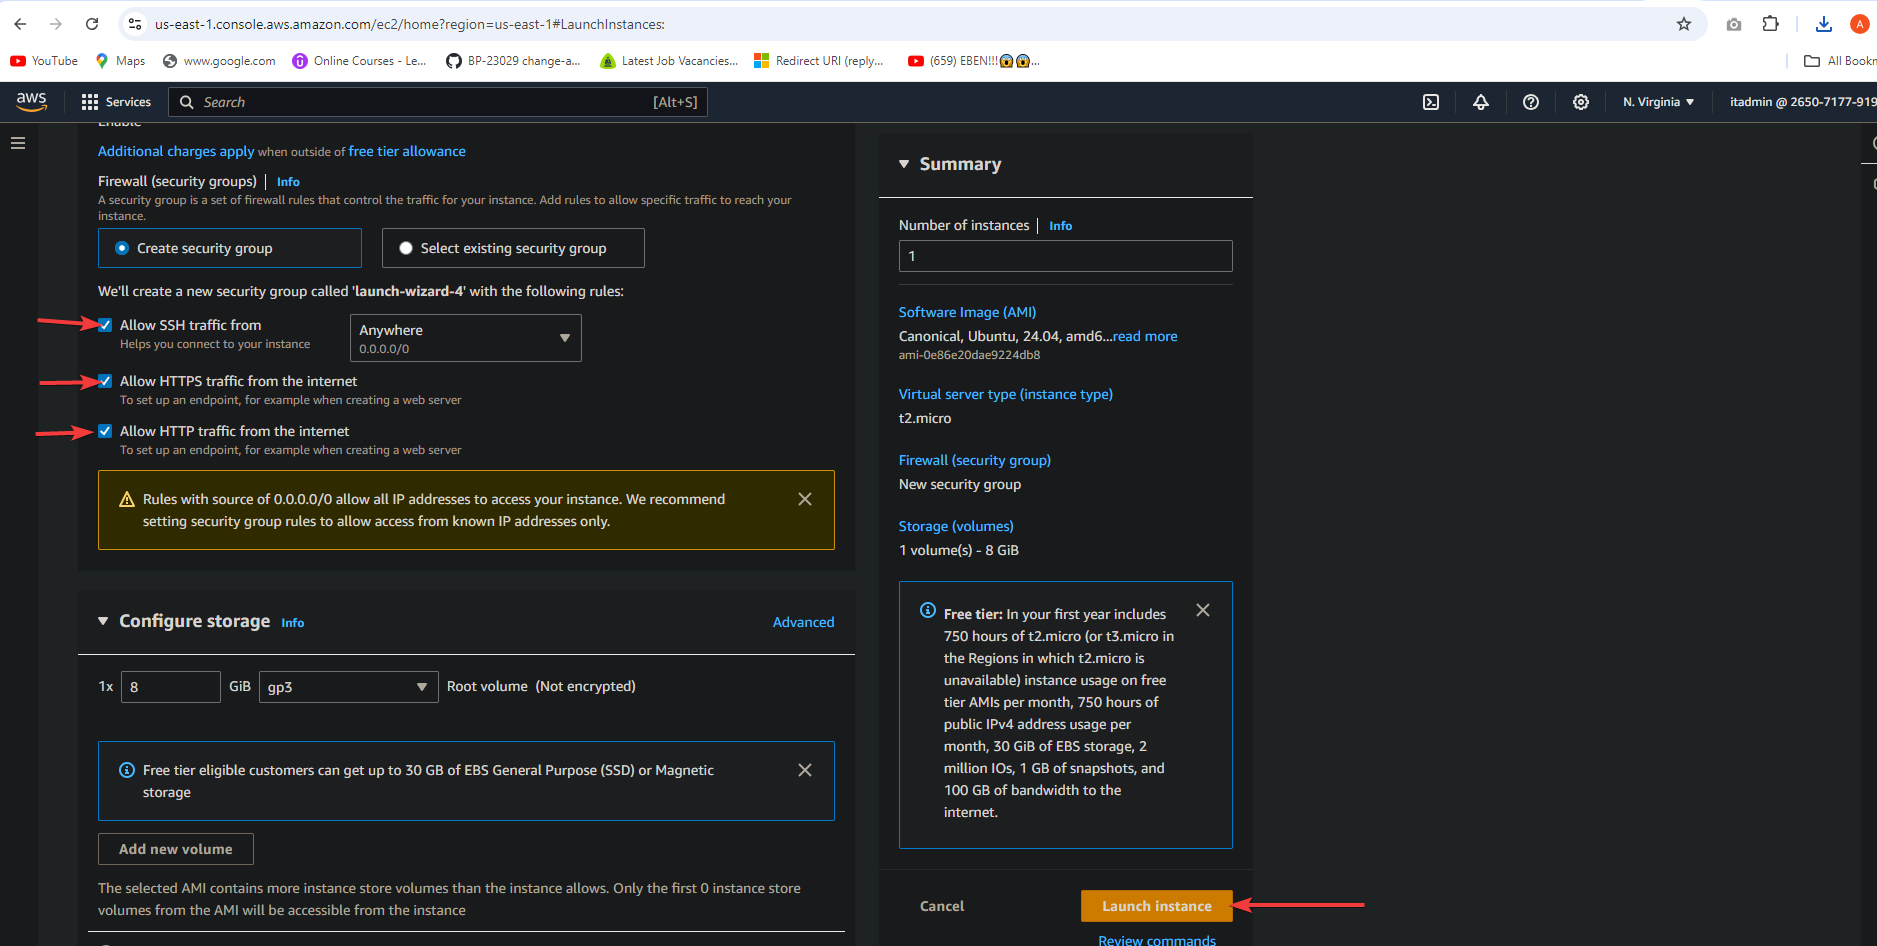 us-east-1.console.aws.amazon.com/ec2/home?region=us-east-1#LaunchInstances:
A
YouTube
Maps
www.google.com
Online Courses - Le...
BP-23029 change-a...
Latest Job Vacancies...
Redirect URI (reply...
(659) EBEN!!!😱😱...
All Bookn
aws
Services
Search
[Alt+S]
N. Virginia
itadmin @ 2650-7177-919
Enable
Additional charges apply when outside of free tier allowance
Firewall (security groups) | Info
A security group is a set of firewall rules that control the traffic for your instance. Add rules to allow specific traffic to reach your
instance.
Create security group
Select existing security group
We'll create a new security group called 'launch-wizard-4' with the following rules:
Allow SSH traffic from
Helps you connect to your instance
Anywhere
0.0.0.0/0
Allow HTTPS traffic from the internet
To set up an endpoint, for example when creating a web server
Allow HTTP traffic from the internet
To set up an endpoint, for example when creating a web server
Rules with source of 0.0.0.0/0 allow all IP addresses to access your instance. We recommend
setting security group rules to allow access from known IP addresses only.
Configure storage Info
Advanced
1x
8
GiB
gp3
Root volume (Not encrypted)
Free tier eligible customers can get up to 30 GB of EBS General Purpose (SSD) or Magnetic
storage
Add new volume
The selected AMI contains more instance store volumes than the instance allows. Only the first 0 instance store
volumes from the AMI will be accessible from the instance
Summary
Number of instances | Info
1
Software Image (AMI)
Canonical, Ubuntu, 24.04, amd6...read more
ami-0e86e20dae9224db8
Virtual server type (instance type)
t2.micro
Firewall (security group)
New security group
Storage (volumes)
1 volume(s) - 8 GiB
Free tier: In your first year includes
750 hours of t2.micro (or t3.micro in
the Regions in which t2.micro is
unavailable) instance usage on free
tier AMIs per month, 750 hours of
public IPv4 address usage per
month, 30 GiB of EBS storage, 2
million IOs, 1 GB of snapshots, and
100 GB of bandwidth to the
internet.
Cancel
Launch instance
Review commands